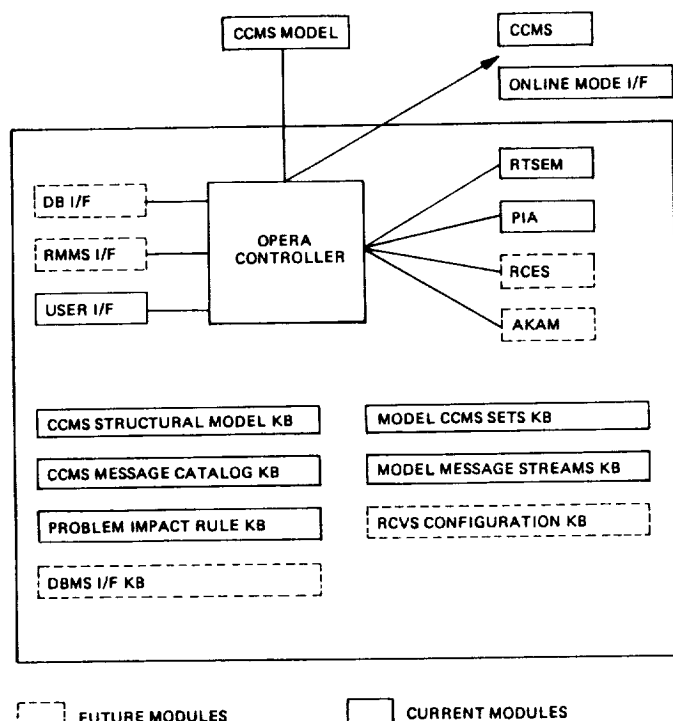 CCMS MODEL
CCMS
ONLINE MODE I/F
DB I/F
RMMS I/F
USER I/F
OPERA
CONTROLLER
RTSEM
PIA
RCES
AKAM
CCMS STRUCTURAL MODEL KB
CCMS MESSAGE CATALOG KB
PROBLEM IMPACT RULE KB
DBMS I/F KB
MODEL CCMS SETS KB
MODEL MESSAGE STREAMS KB
RCVS CONFIGURATION KB
FUTURE MODULES
CURRENT MODULES